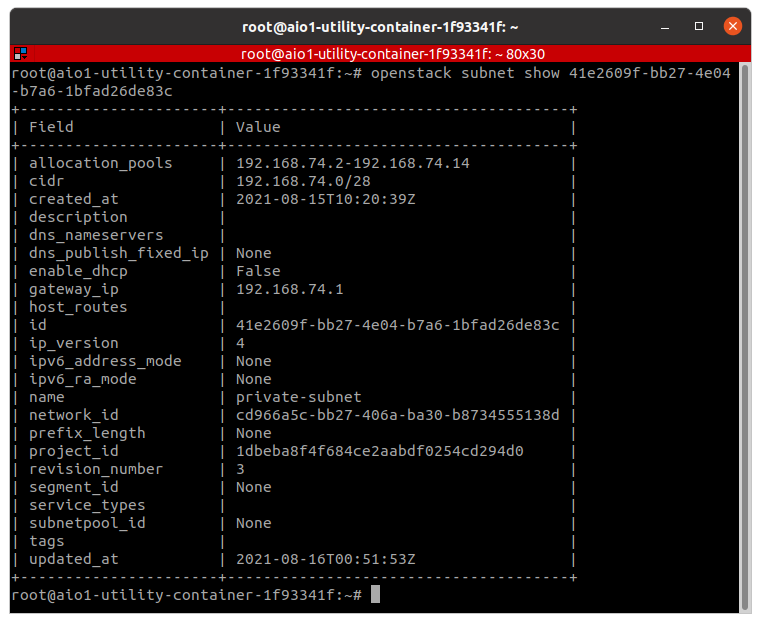 root@aio1-utility-container-1f93341f: ~
root@aio1-utility-container-1f93341f: ~ 80x30
root@aio1-utility-container-1f93341f:~# openstack subnet show 41e2609f-bb27-4e04
-b7a6-1bfad26de83c
+----------------------+--------------------------------------+
| Field                | Value                                |
+----------------------+--------------------------------------+
| allocation_pools     | 192.168.74.2-192.168.74.14           |
| cidr                 | 192.168.74.0/28                      |
| created_at           | 2021-08-15T10:20:39Z                 |
| description          |                                      |
| dns_nameservers      |                                      |
| dns_publish_fixed_ip | None                                 |
| enable_dhcp          | False                                |
| gateway_ip           | 192.168.74.1                         |
| host_routes          |                                      |
| id                   | 41e2609f-bb27-4e04-b7a6-1bfad26de83c |
| ip_version           | 4                                    |
| ipv6_address_mode    | None                                 |
| ipv6_ra_mode         | None                                 |
| name                 | private-subnet                       |
| network_id           | cd966a5c-bb27-406a-ba30-b8734555138d |
| prefix_length        | None                                 |
| project_id           | 1dbeba8f4f684ce2aabdf0254cd294d0     |
| revision_number      | 3                                    |
| segment_id           | None                                 |
| service_types        |                                      |
| subnetpool_id        | None                                 |
| tags                 |                                      |
| updated_at           | 2021-08-16T00:51:53Z                 |
+----------------------+--------------------------------------+
root@aio1-utility-container-1f93341f:~#